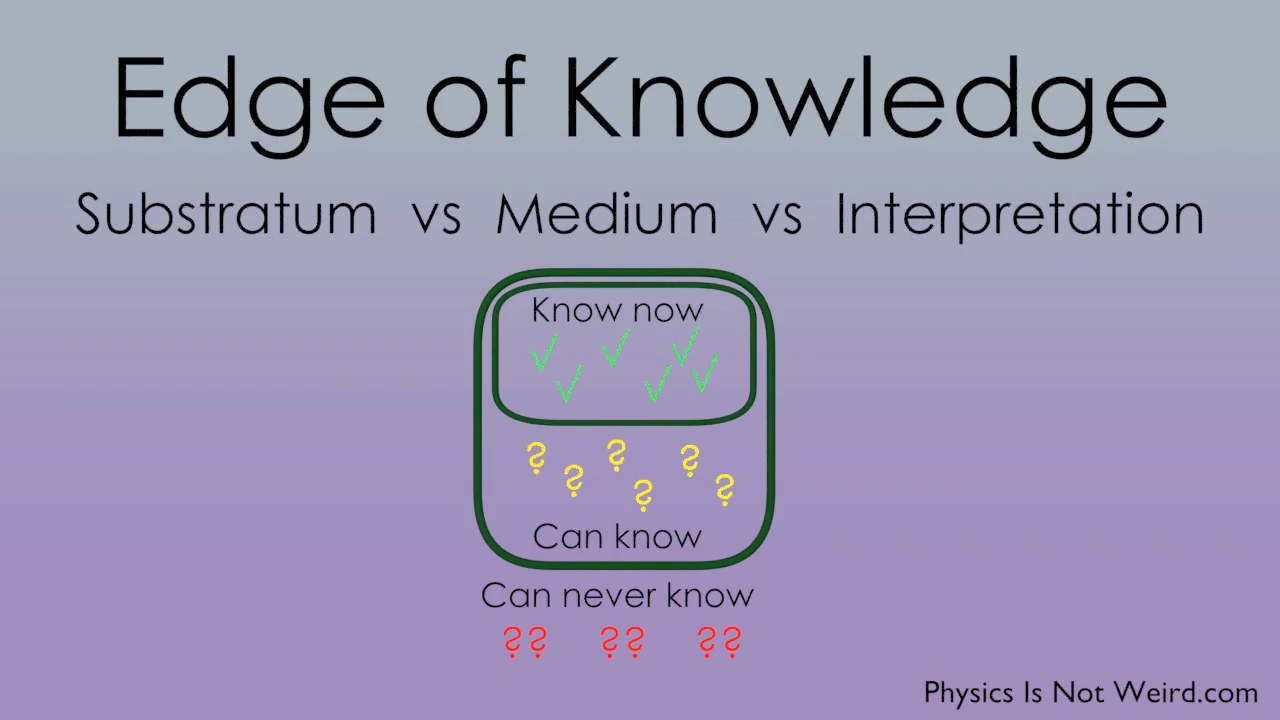 Edge of Knowledge
Substratum vs Medium vs Interpretation
Know now
? ? ? ? ? ?
Can know
Can never know
?? ?? ??
Physics Is Not Weird.com